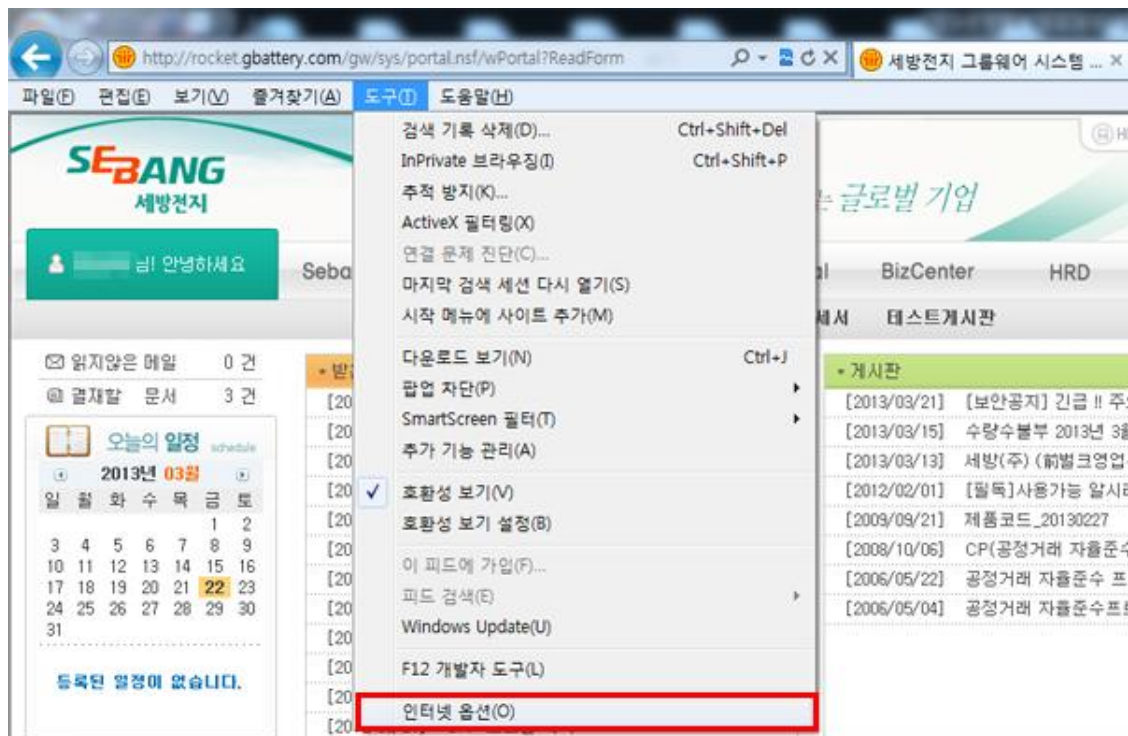 http://rocket.gbattery.com/gw/sys/portal.nsf/wPortal?ReadForm
세방전지 그룹웨어 시스템 ...
파일(F) 편집(E) 보기(V) 즐겨찾기(A) 도구(T) 도움말(H)
검색 기록 삭제(D)... Ctrl+Shift+Del
InPrivate 브라우징(I) Ctrl+Shift+P
추적 방지(K)...
ActiveX 필터링(X)
연결 문제 진단(C)...
마지막 검색 세션 다시 열기(S)
시작 메뉴에 사이트 추가(M)
다운로드 보기(N) Ctrl+J
팝업 차단(P)
SmartScreen 필터(T)
추가 기능 관리(A)
호환성 보기(V)
호환성 보기 설정(B)
이 피드에 가입(F)...
피드 검색(E)
Windows Update(U)
F12 개발자 도구(L)
인터넷 옵션(O)
SEBANG
세방전지
님! 안녕하세요
글로벌 기업
BizCenter HRD
테스트게시판
읽지않은 메일 0 건
결재할 문서 3 건
오늘의 일정 schedule
2013년 03월
일 월 화 수 목 금 토
1 2
3 4 5 6 7 8 9
10 11 12 13 14 15 16
17 18 19 20 21 22 23
24 25 26 27 28 29 30
31
등록된 일정이 없습니다.
게시판
[2013/03/21] [보안공지] 긴급 !!
[2013/03/15] 수량수불부 2013년
[2013/03/13] 세방(주) (前벌크영업
[2012/02/01] [필독]사용가능
[2009/09/21] 제품코드_20130227
[2008/10/06] CP(공정거래
[2006/05/22] 공정거래 자율준수
[2006/05/04] 공정거래